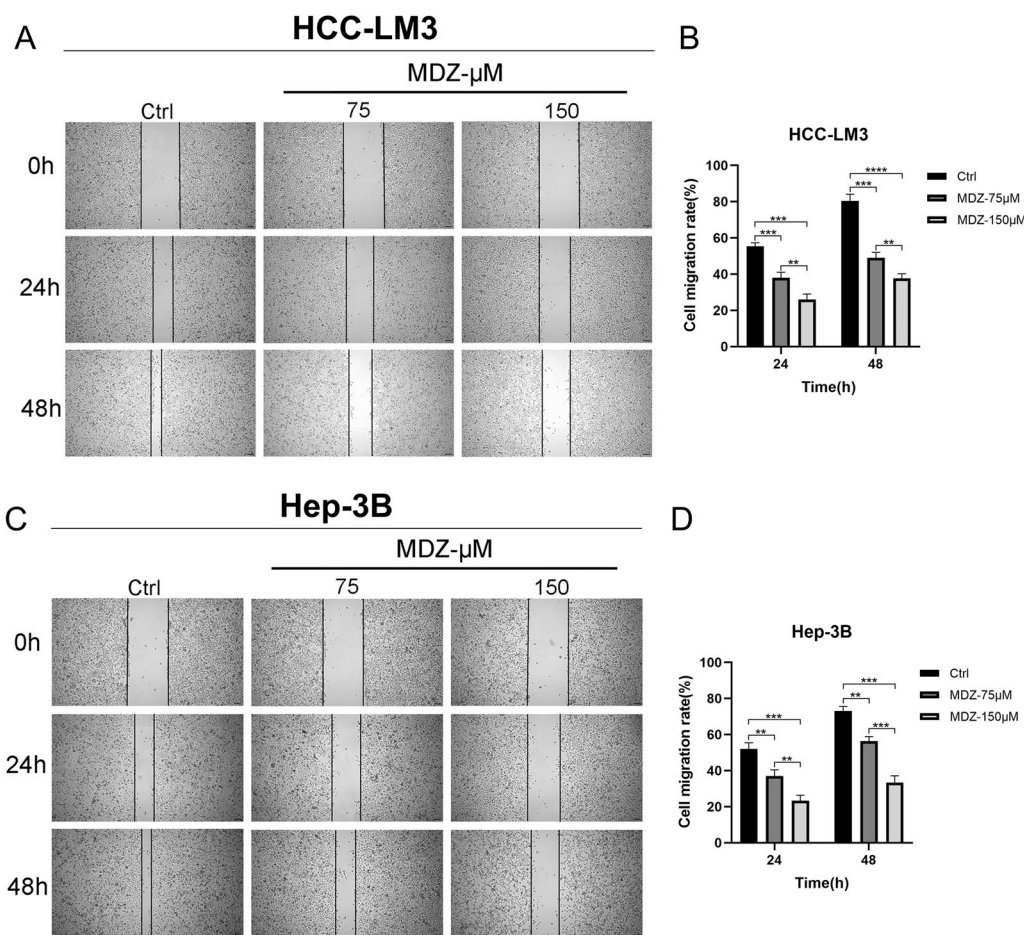 A
HCC-LM3
MDZ-μM
Ctrl
75
150
0h
24h
48h
B
HCC-LM3
Cell migration rate(%)
100
80
60
40
20
0
***
***
**
****
***
**
24
48
Time(h)
Ctrl
MDZ-75μM
MDZ-150μM
C
Hep-3B
MDZ-μM
Ctrl
75
150
0h
24h
48h
D
Hep-3B
Cell migration rate(%)
100
80
60
40
20
0
***
**
**
***
**
***
24
48
Time(h)
Ctrl
MDZ-75μM
MDZ-150μM